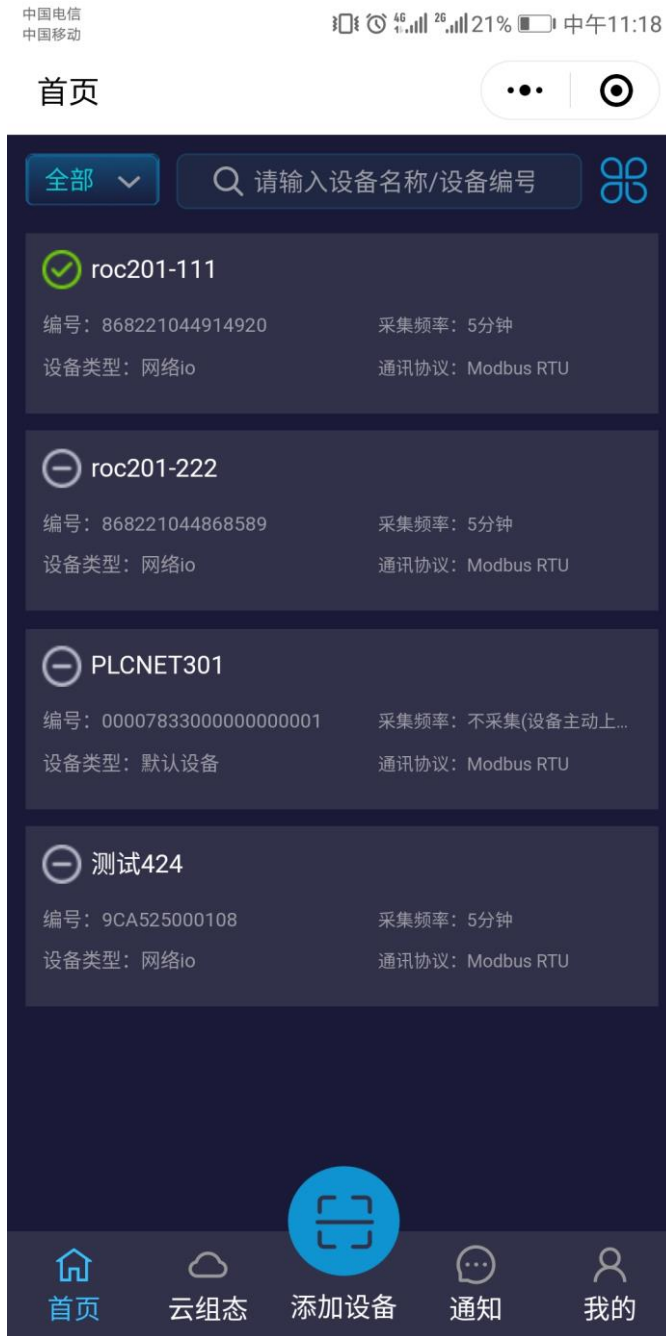 中国电信
中国移动
4G 2G 21% 中午11:18
首页
全部
请输入设备名称/设备编号
roc201-111
编号：868221044914920 采集频率：5分钟
设备类型：网络io 通讯协议：Modbus RTU
roc201-222
编号：868221044868589 采集频率：5分钟
设备类型：网络io 通讯协议：Modbus RTU
PLCNET301
编号：00007833000000000001 采集频率：不采集(设备主动上...
设备类型：默认设备 通讯协议：Modbus RTU
测试424
编号：9CA525000108 采集频率：5分钟
设备类型：网络io 通讯协议：Modbus RTU
首页 云组态 添加设备 通知 我的